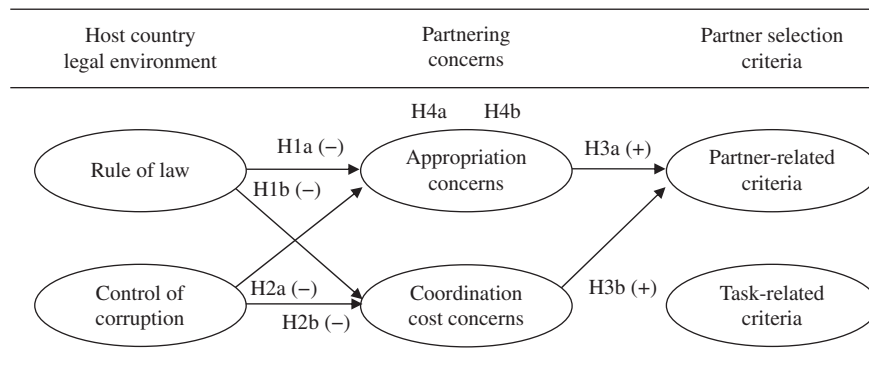 Host country
legal environment
Partnering
concerns
Partner selection
criteria
H4a H4b
Rule of law
H1a (−)
Appropriation
concerns
H3a (+)
Partner-related
criteria
H1b (−)
Control of
corruption
H2a (−)
H2b (−)
Coordination
cost concerns
H3b (+)
Task-related
criteria